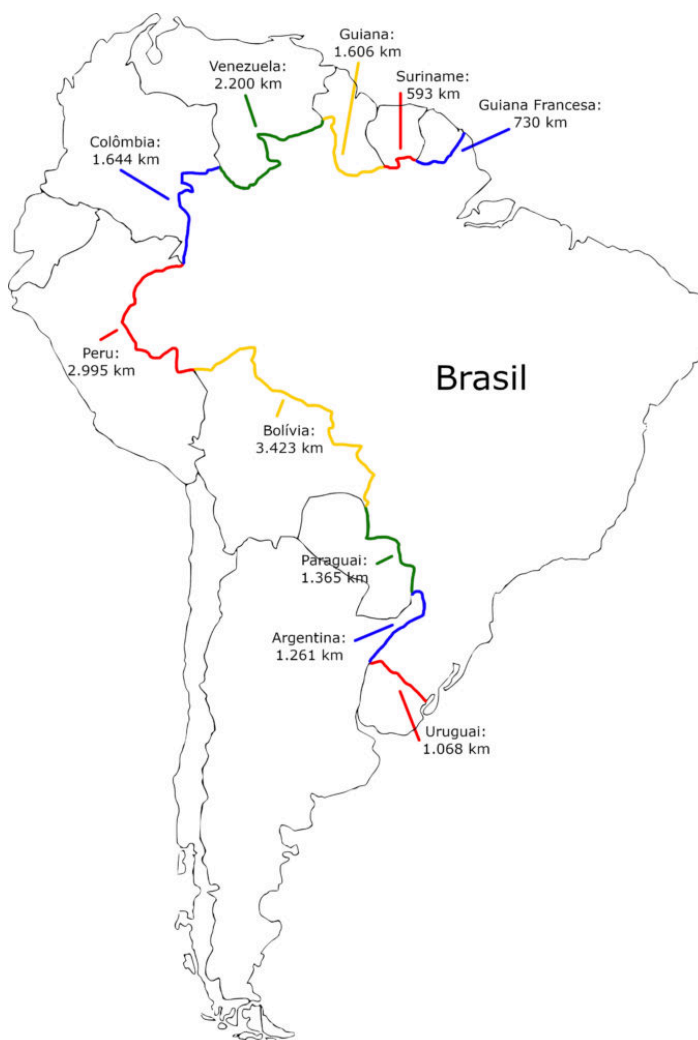 Guiana:
1.606 km
Venezuela:
2.200 km
Suriname:
593 km
Guiana Francesa:
730 km
Colômbia:
1.644 km
Peru:
2.995 km
Brasil
Bolívia:
3.423 km
Paraguai:
1.365 km
Argentina:
1.261 km
Uruguai:
1.068 km